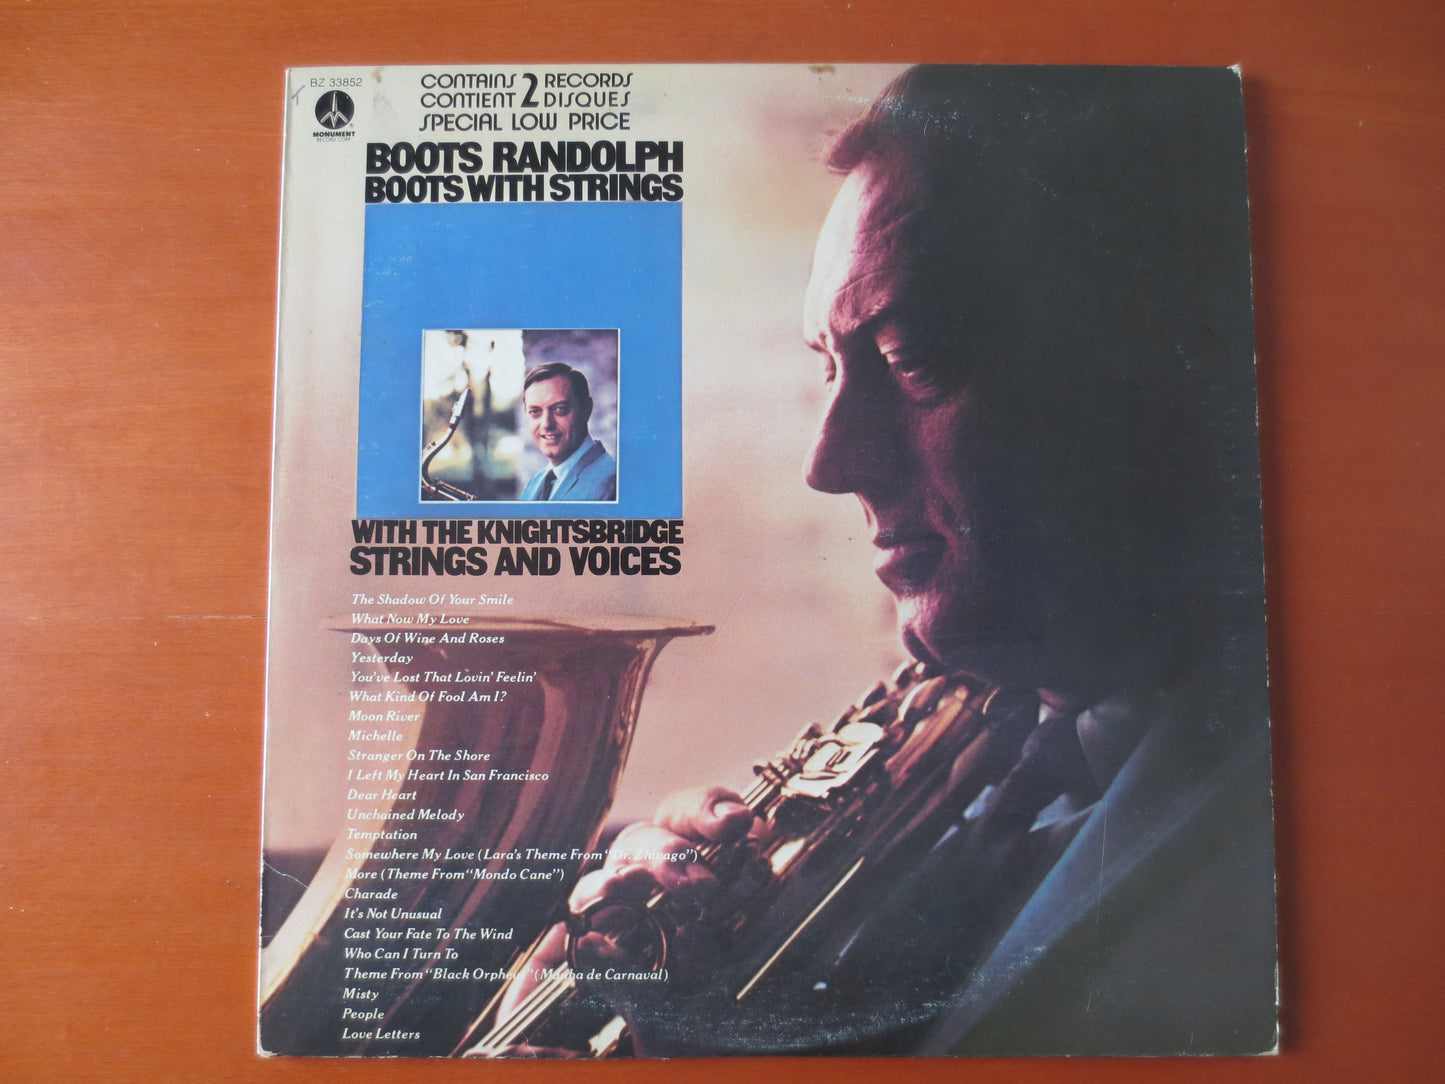 BZ 33852
MONUMENT
RECORD CORP.
CONTAINS 2 RECORDS
CONTIENT 2 DISQUES
SPECIAL LOW PRICE
BOOTS RANDOLPH
BOOTS WITH STRINGS
WITH THE KNIGHTSBRIDGE
STRINGS AND VOICES
The Shadow Of Your Smile
What Now My Love
Days Of Wine And Roses
Yesterday
You've Lost That Lovin' Feelin'
What Kind Of Fool Am I?
Moon River
Michelle
Stranger On The Shore
I Left My Heart In San Francisco
Dear Heart
Unchained Melody
Temptation
Somewhere My Love (Lara's Theme From "Dr. Zhivago")
More (Theme From "Mondo Cane")
Charade
It's Not Unusual
Cast Your Fate To The Wind
Who Can I Turn To
Theme From "Black Orpheus" (Manha de Carnaval)
Misty
People
Love Letters